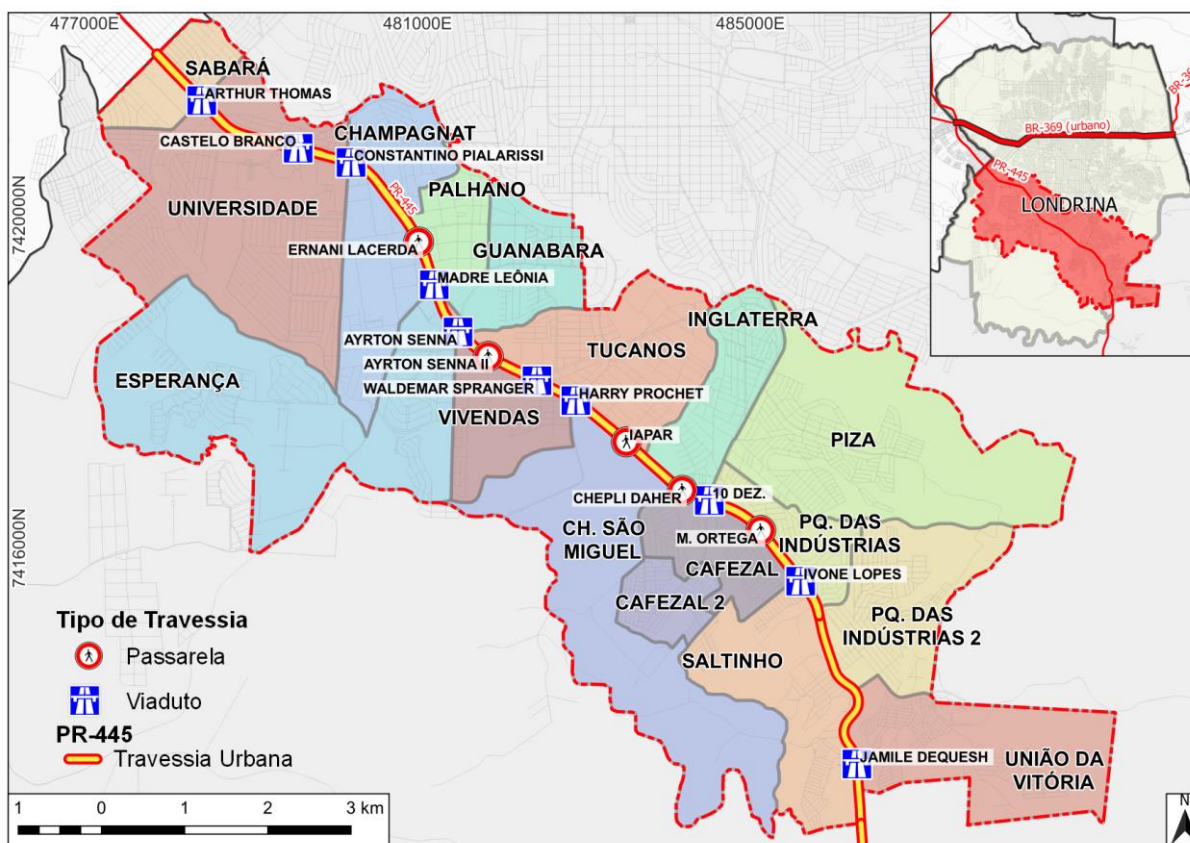 477000E
481000E
485000E
7420000N
7416000N
SABARÁ
ARTHUR THOMAS
CASTELO BRANCO
CHAMPAGNAT
CONSTANTINO PIALARISSI
PALHANO
PR-445
UNIVERSIDADE
ERNANI LACERDA
GUANABARA
MADRE LEÔNIA
INGLATERRA
AYRTON SENNA
TUCANOS
AYRTON SENNA II
ESPERANÇA
WALDEMAR SPRANGER
HARRY PROCHET
VIVENDAS
IAPAR
PIZA
CHEPLI DAHER
10 DEZ.
CH. SÃO
MIGUEL
M. ORTEGA
PQ. DAS
INDÚSTRIAS
CAFEZAL
IVONE LOPES
CAFEZAL 2
PQ. DAS
INDÚSTRIAS 2
SALTINHO
JAMILE DEQUESH
UNIÃO DA
VITÓRIA
BR-369 (urbano)
PR-445
LONDRINA
Tipo de Travessia
Passarela
Viaduto
PR-445
Travessia Urbana
1 0 1 2 3 km
N